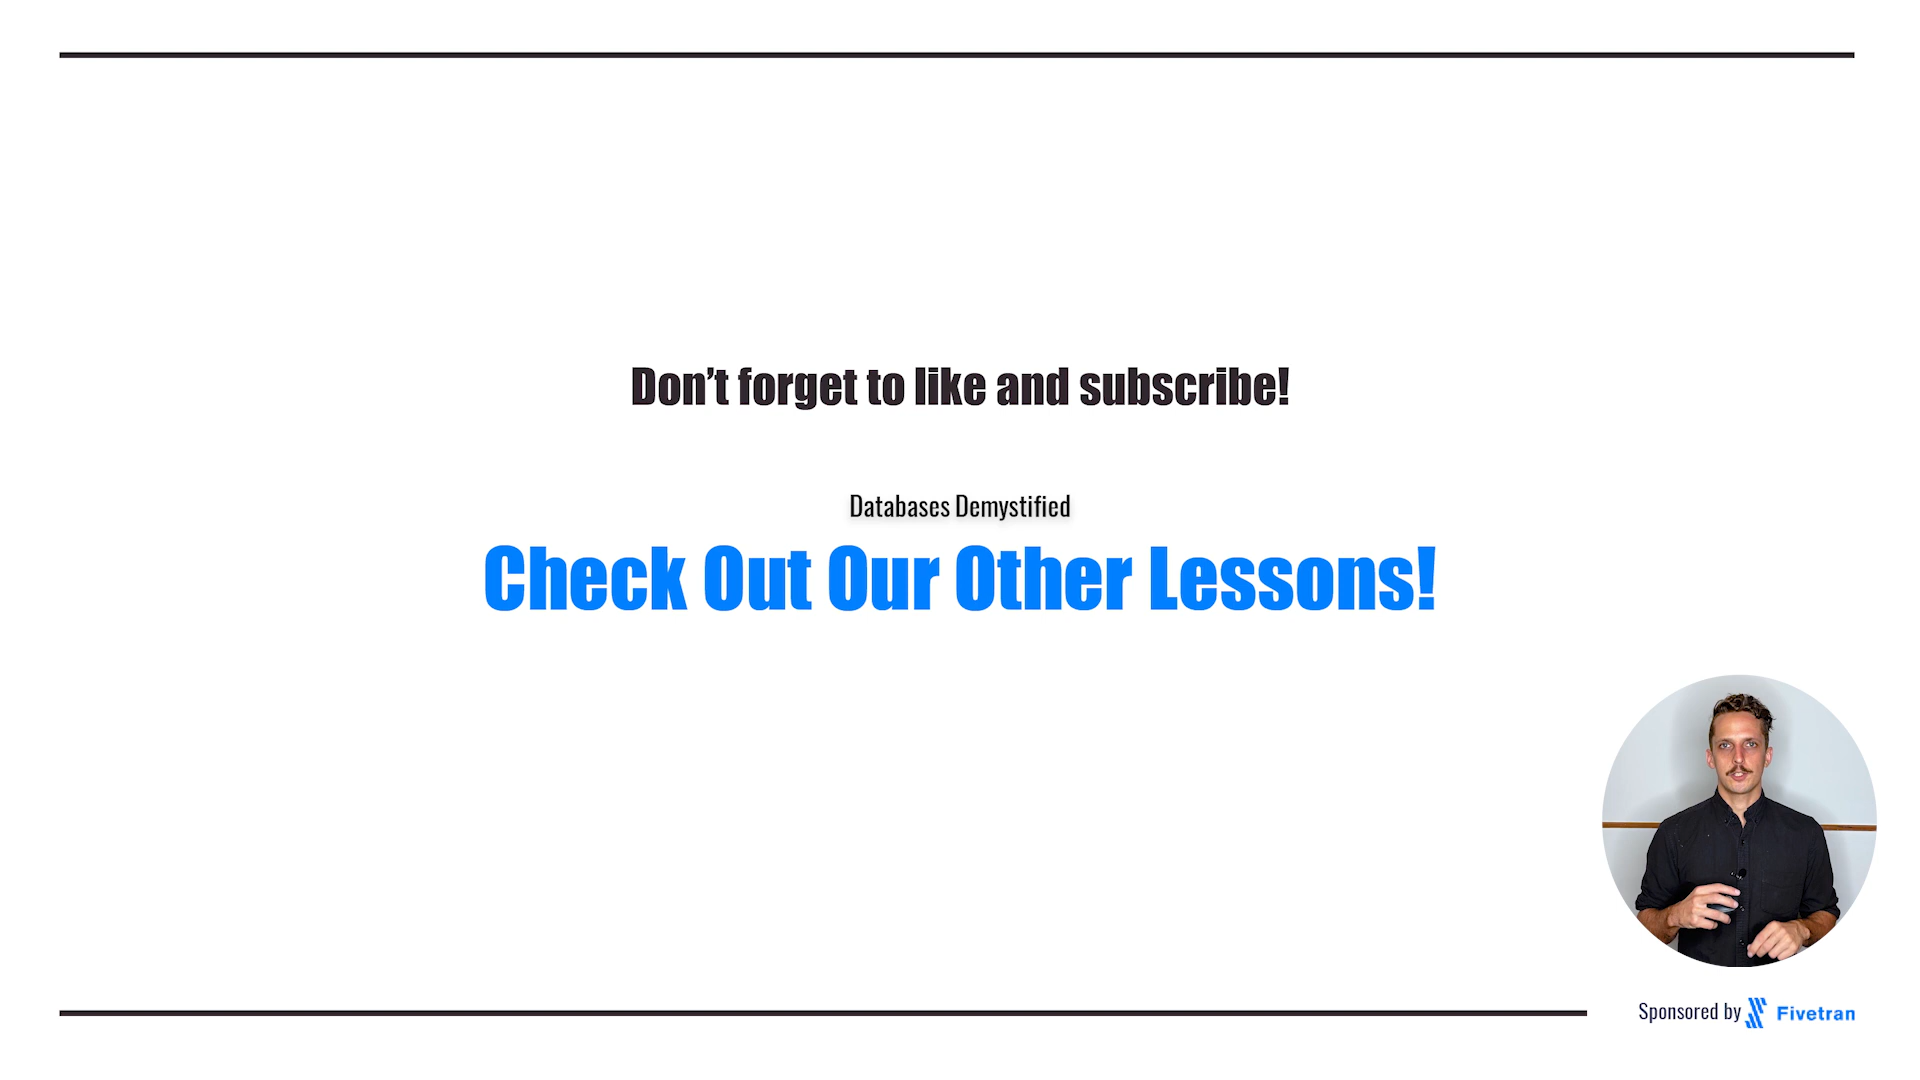 Don’t forget to like and subscribe!
Databases Demystified
Check Out Our Other Lessons!
Sponsored by Fivetran